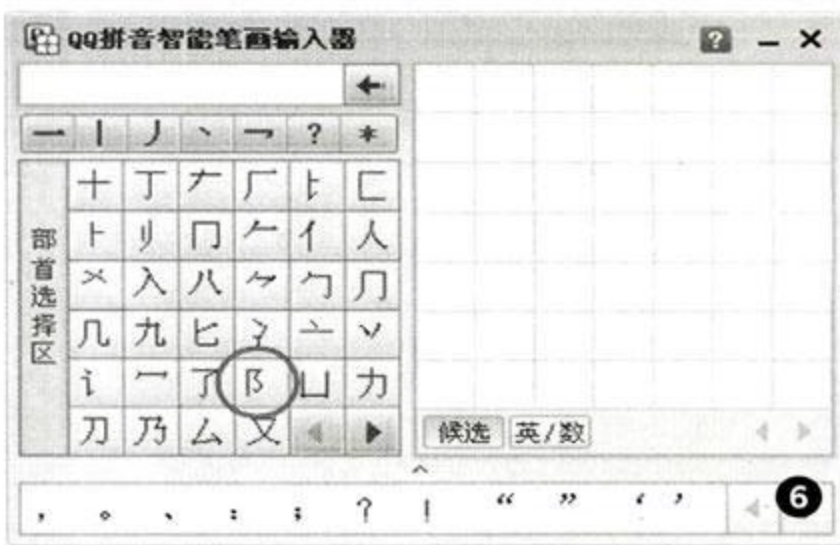 QQ拼音智能笔画输入器
一 丨 丿 丶 乛 ? *
部首选择区
十 丁 𠂇 厂 匚
⺊ 刂 冂 𠂉 亻 人
㐅 入 八 勹 几
几 九 匕 冫 亠 丷
讠 冖 了 阝 凵 力
刀 乃 厶 又
候选 英/数
, 。 、 : ; ? ! “ ” ‘ ’
6